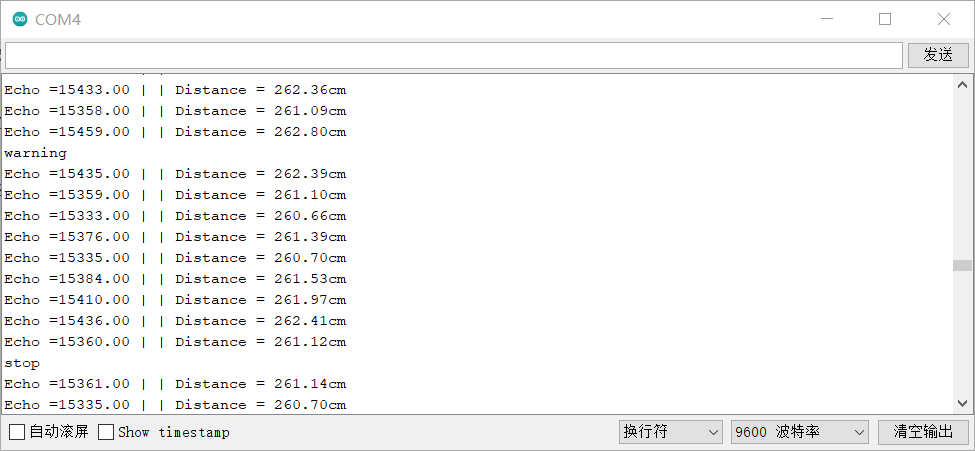 COM4
发送
Echo =15433.00 | | Distance = 262.36cm
Echo =15358.00 | | Distance = 261.09cm
Echo =15459.00 | | Distance = 262.80cm
warning
Echo =15435.00 | | Distance = 262.39cm
Echo =15359.00 | | Distance = 261.10cm
Echo =15333.00 | | Distance = 260.66cm
Echo =15376.00 | | Distance = 261.39cm
Echo =15335.00 | | Distance = 260.70cm
Echo =15384.00 | | Distance = 261.53cm
Echo =15410.00 | | Distance = 261.97cm
Echo =15436.00 | | Distance = 262.41cm
Echo =15360.00 | | Distance = 261.12cm
stop
Echo =15361.00 | | Distance = 261.14cm
Echo =15335.00 | | Distance = 260.70cm
自动滚屏 Show timestamp 换行符 9600 波特率 清空输出